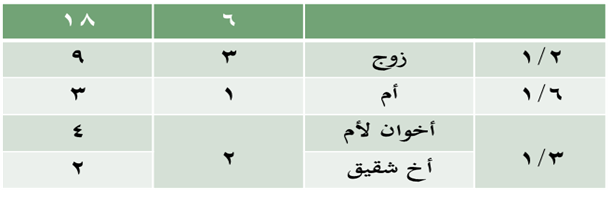 ٦ ١٨
١/٢ زوج ٣ ٩
١/٦ أم ١ ٣
١/٣ أخوان لأم ٢ ٤
أخ شقيق ٢